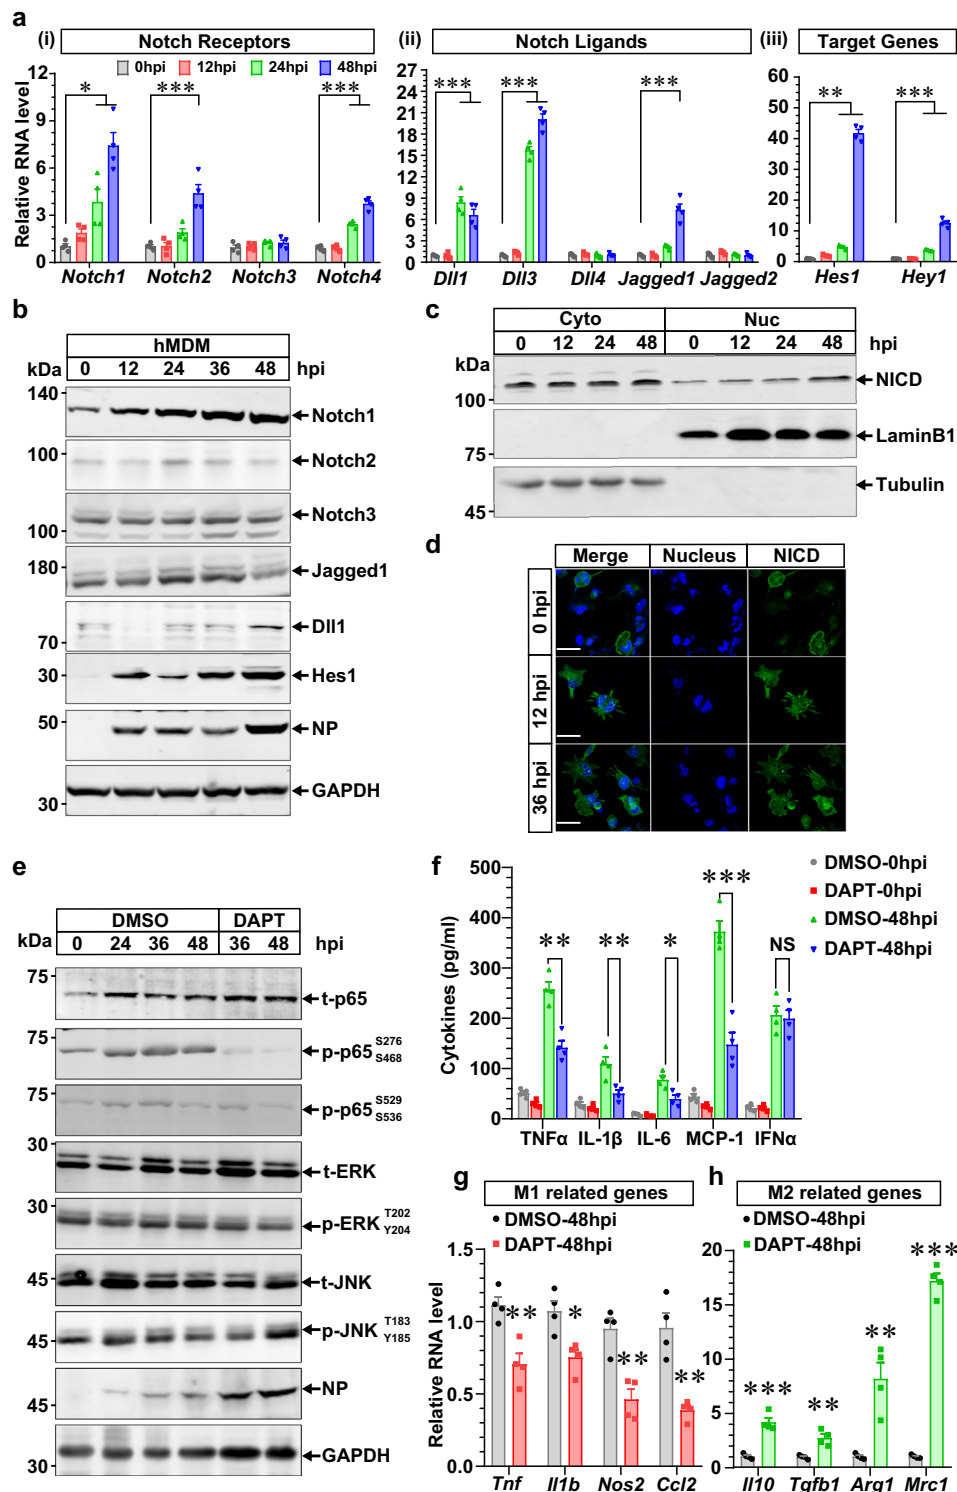 a
(i) Notch Receptors
0hpi 12hpi 24hpi 48hpi
Relative RNA level
12
9
6
3
0
* *** ***
Notch1 Notch2 Notch3 Notch4
(ii) Notch Ligands
27
24
21
18
15
12
9
6
3
0
*** *** ***
Dll1 Dll3 Dll4 Jagged1 Jagged2
(iii) Target Genes
60
50
40
30
20
10
0
** ***
Hes1 Hey1
b
hMDM
kDa 0 12 24 36 48 hpi
140
Notch1
100
Notch2
Notch3
100
180
Jagged1
Dll1
70
Hes1
30
50
NP
GAPDH
30
c
Cyto Nuc
0 12 24 48 0 12 24 48 hpi
kDa
NICD
100
LaminB1
75
Tubulin
45
d
Merge Nucleus NICD
0 hpi
12 hpi
36 hpi
e
DMSO DAPT
kDa 0 24 36 48 36 48 hpi
75
t-p65
75
p-p65 S276 S468
75
p-p65 S529 S536
30
t-ERK
30
p-ERK T202 Y204
t-JNK
45
p-JNK T183 Y185
45
NP
45
GAPDH
30
f
Cytokines (pg/ml)
500
400
300
200
100
0
** ** * *** NS
DMSO-0hpi
DAPT-0hpi
DMSO-48hpi
DAPT-48hpi
TNFα IL-1β IL-6 MCP-1 IFNα
g
M1 related genes
DMSO-48hpi
DAPT-48hpi
Relative RNA level
1.5
1.0
0.5
0.0
** * ** **
Tnf Il1b Nos2 Ccl2
h
M2 related genes
DMSO-48hpi
DAPT-48hpi
20
15
10
5
0
*** ** ** ***
Il10 Tgfb1 Arg1 Mrc1